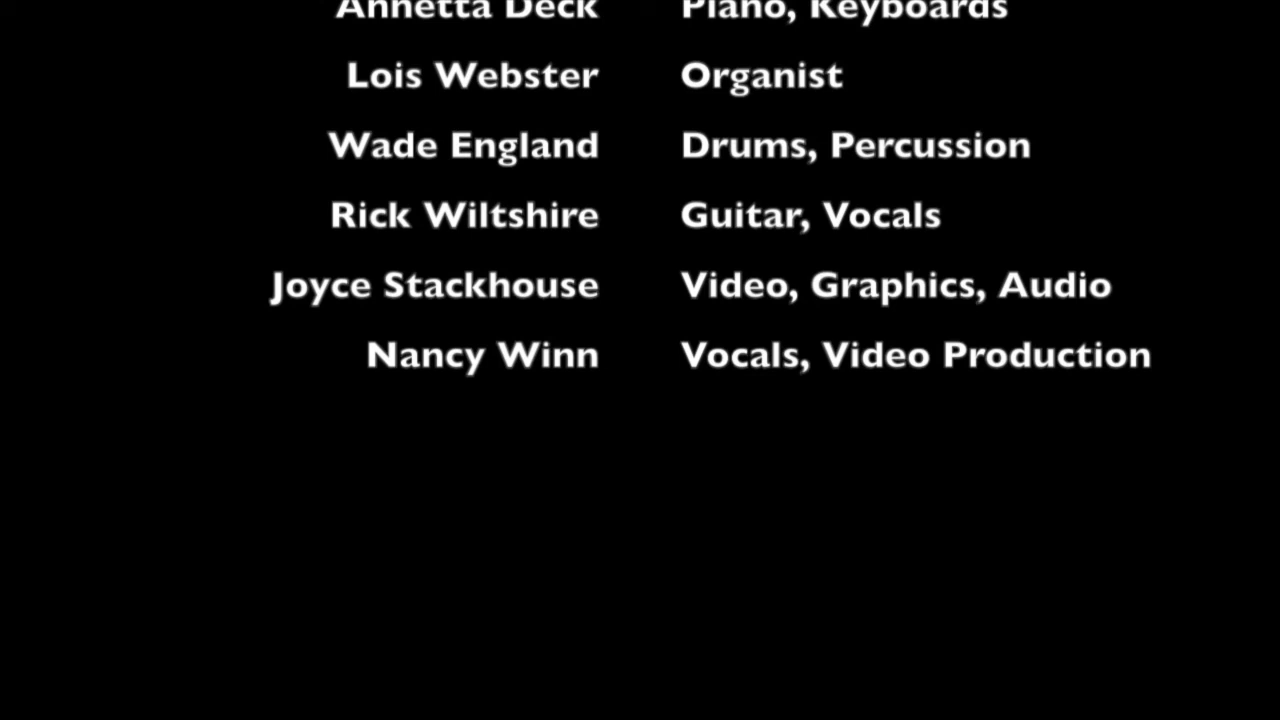 Annetta Deck Piano, Keyboards
Lois Webster Organist
Wade England Drums, Percussion
Rick Wiltshire Guitar, Vocals
Joyce Stackhouse Video, Graphics, Audio
Nancy Winn Vocals, Video Production